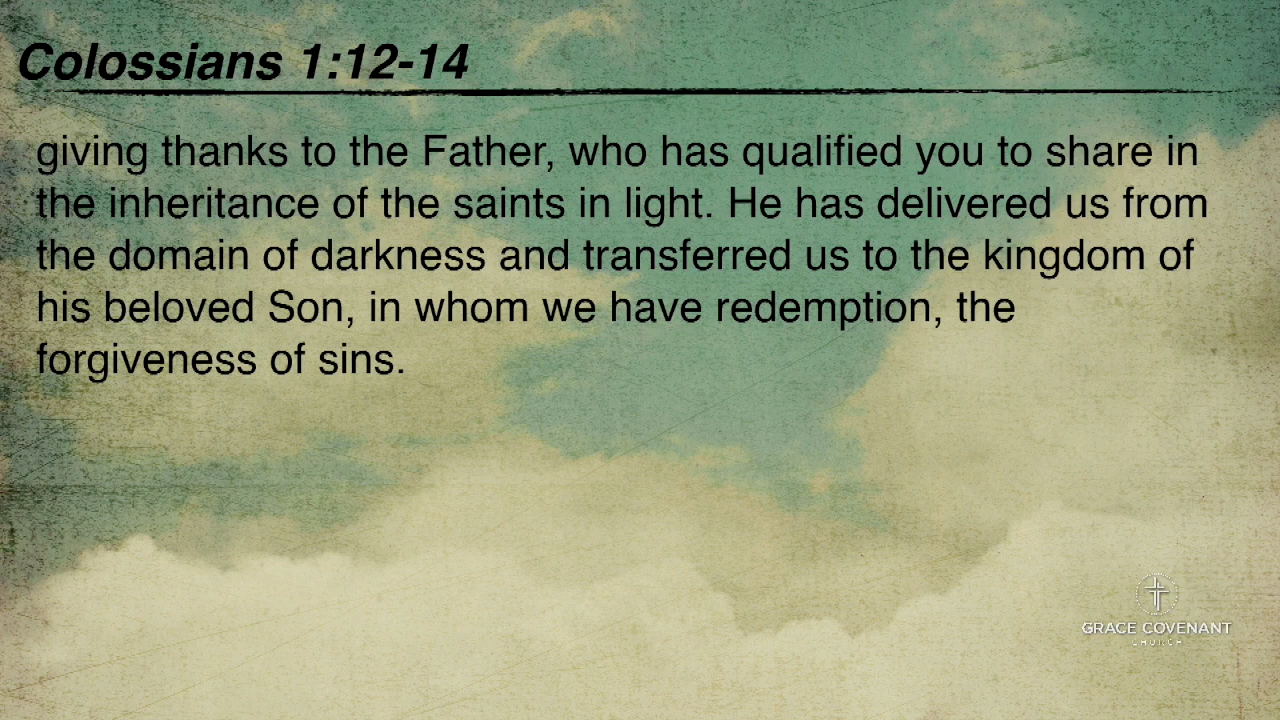 Colossians 1:12-14
giving thanks to the Father, who has qualified you to share in
the inheritance of the saints in light. He has delivered us from
the domain of darkness and transferred us to the kingdom of
his beloved Son, in whom we have redemption, the
forgiveness of sins.
GRACE COVENANT
CHURCH